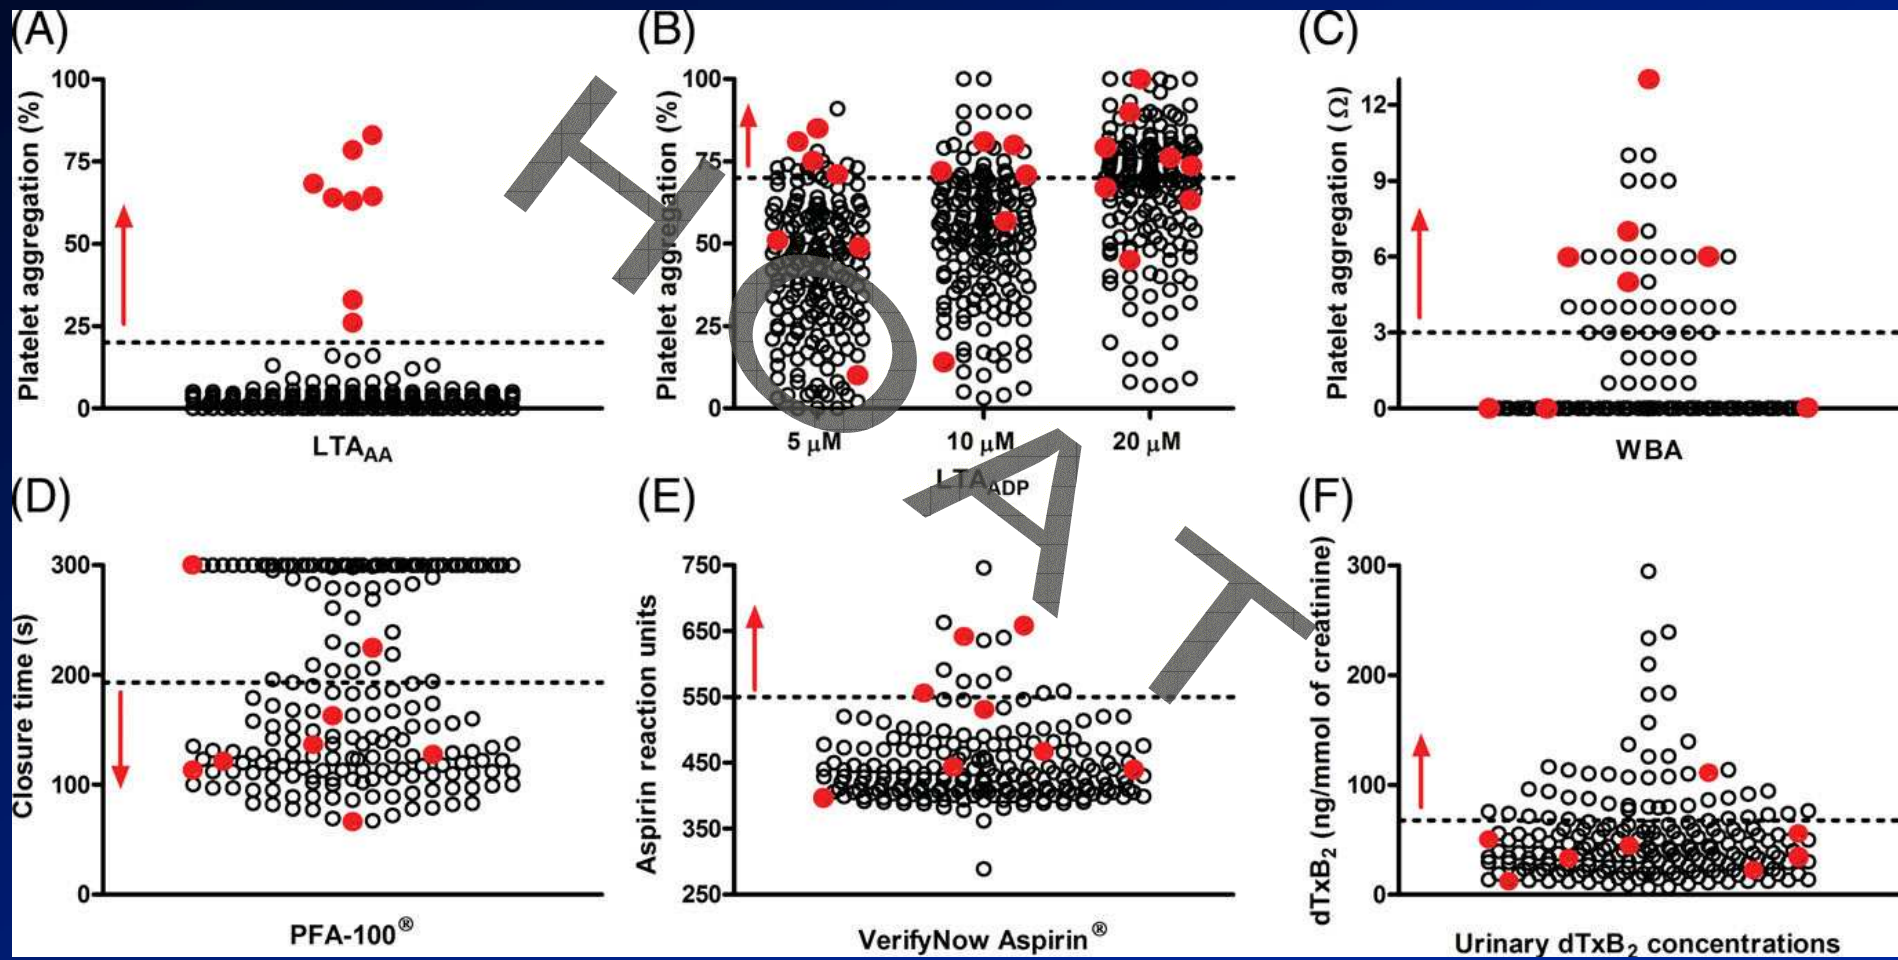 (A)
Platelet aggregation (%)
100
75
50
25
0
LTA_AA
(B)
Platelet aggregation (%)
100
75
50
25
0
5 µM
10 µM
20 µM
LTA_ADP
(C)
Platelet aggregation (Ω)
12
9
6
3
0
WBA
(D)
Closure time (s)
300
200
100
0
PFA-100®
(E)
Aspirin reaction units
750
650
550
450
350
250
VerifyNow Aspirin®
(F)
dTxB₂ (ng/mmol of creatinine)
300
200
100
0
Urinary dTxB₂ concentrations
HOAT